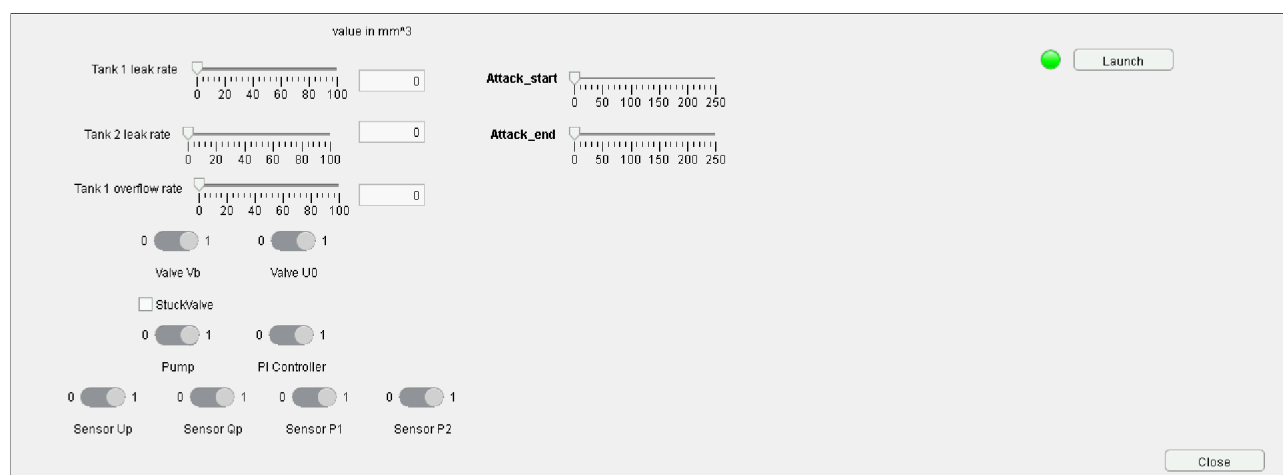 value in mm^3
Tank 1 leak rate
0 20 40 60 80 100
0
Attack_start
0 50 100 150 200 250
Launch
Tank 2 leak rate
0 20 40 60 80 100
0
Attack_end
0 50 100 150 200 250
Tank 1 overflow rate
0 20 40 60 80 100
0
0 1 0 1
Valve Vb Valve U0
StuckValve
0 1 0 1
Pump PI Controller
0 1 0 1 0 1 0 1
Sensor Up Sensor Qp Sensor P1 Sensor P2
Close